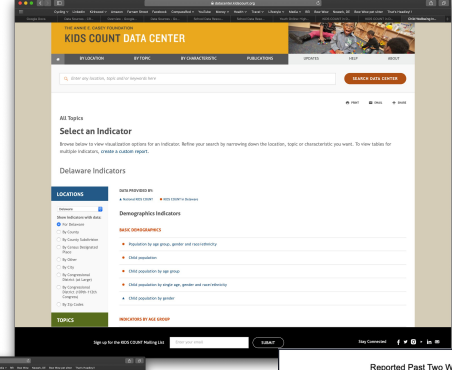 datacenter.kidscount.org
THE ANNIE E. CASEY FOUNDATION
KIDS COUNT DATA CENTER
BY LOCATION
BY TOPIC
BY CHARACTERISTIC
PUBLICATIONS
UPDATES
HELP
ABOUT
Enter any location, topic and/or keywords here
SEARCH DATA CENTER
PRINT
EMAIL
SHARE
All Topics
Select an Indicator
Browse below to view visualization options for an indicator. Refine your search by narrowing down the location, topic or characteristic you want. To view tables for
multiple indicators, create a custom report.
Delaware Indicators
LOCATIONS
Delaware
Show indicators with data:
For Delaware
By County
By County Subdivision
By Census Designated
Place
By Other
By City
By Congressional
District (at Large)
By Congressional
District
Congress)
By Zip Codes
TOPICS
DATA PROVIDED BY:
National KIDS COUNT
KIDS COUNT in Delaware
Demographics Indicators
BASIC DEMOGRAPHICS
Population by age group, gender and race/ethnicity
Child population
Child population by age group
Child population by single age, gender and race/ethnicity
Child population by gender
INDICATORS BY AGE GROUP
Sign up for the KIDS COUNT Mailing List
Enter your email
SUBMIT
Stay Connected
Reported Past Two W